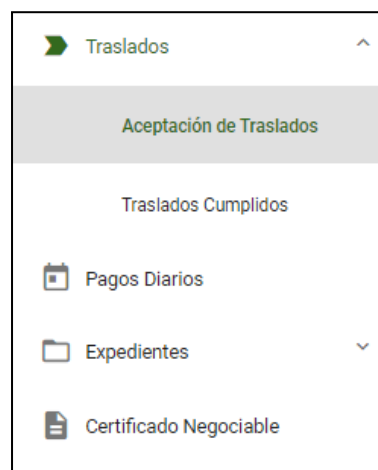 Traslados
Aceptación de Traslados
Traslados Cumplidos
Pagos Diarios
Expedientes
Certificado Negociable